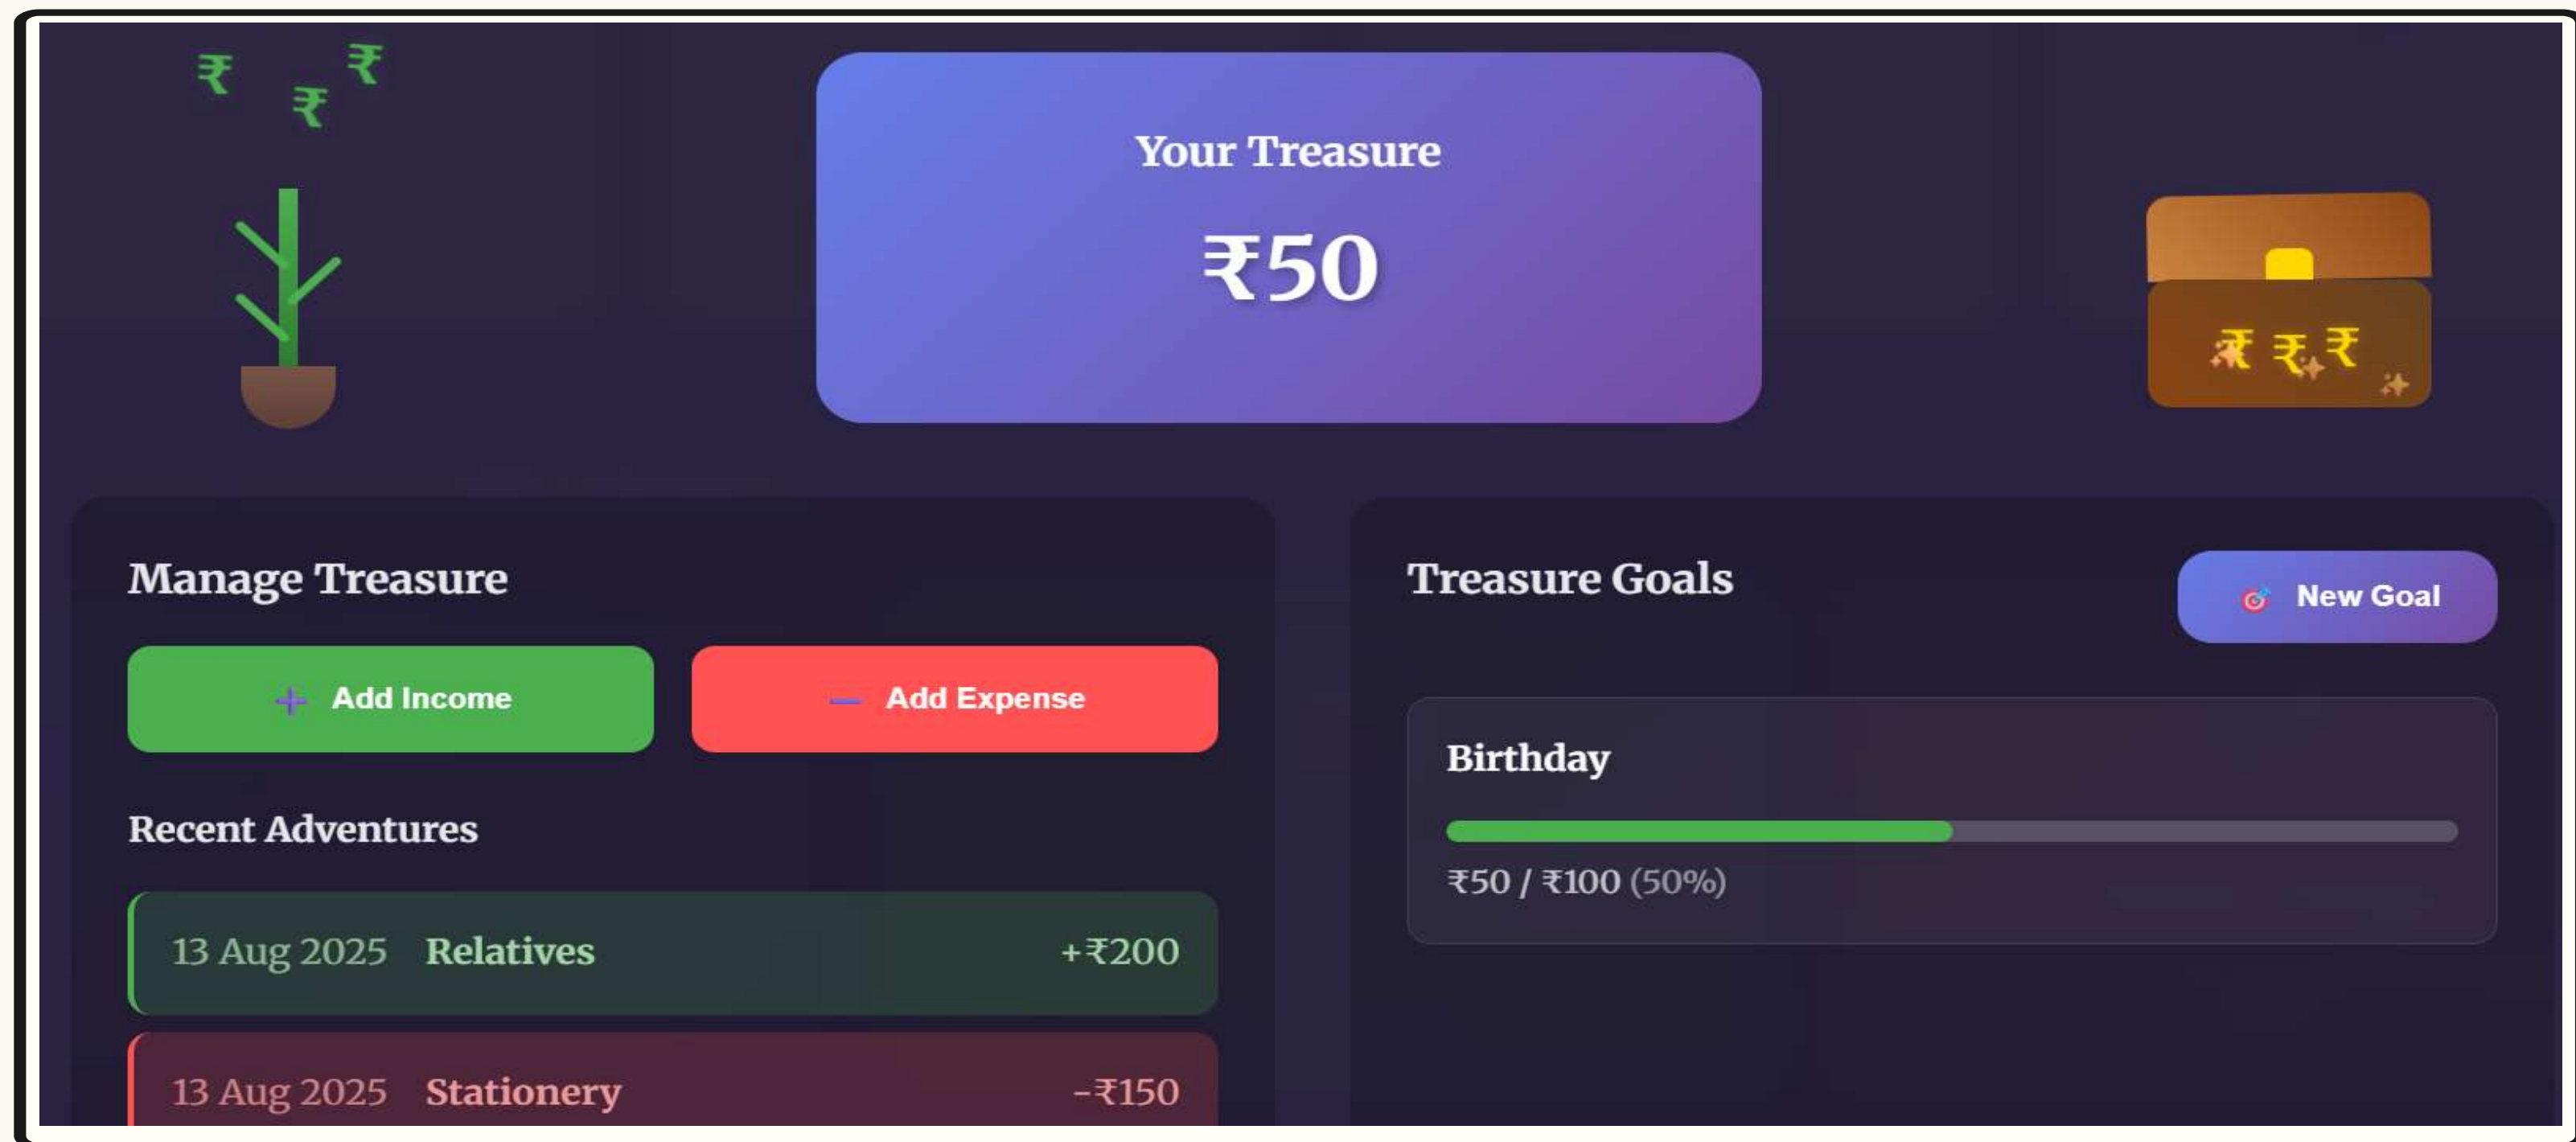 ₹ ₹ ₹
Your Treasure
₹50
₹ ₹ ₹
Manage Treasure
Add Income
Add Expense
Recent Adventures
13 Aug 2025 Relatives +₹200
13 Aug 2025 Stationery -₹150
Treasure Goals
New Goal
Birthday
₹50 / ₹100 (50%)